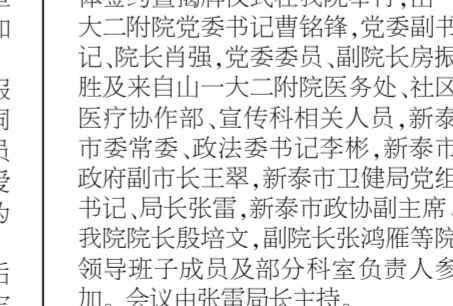 体签约暨揭牌仪式在我院举行,山一
大二附院党委书记曹铭锋,党委副书
记、院长肖强,党委委员、副院长房振
胜及来自山一大二附院医务处、社区
医疗协作部、宣传科相关人员,新泰
市委常委、政法委书记李彬,新泰市
政府副市长王翠,新泰市卫健局党组
书记、局长张雷,新泰市政协副主席、
我院院长殷培文,副院长张鸿雁等院
领导班子成员及部分科室负责人参
加。会议由张雷局长主持。